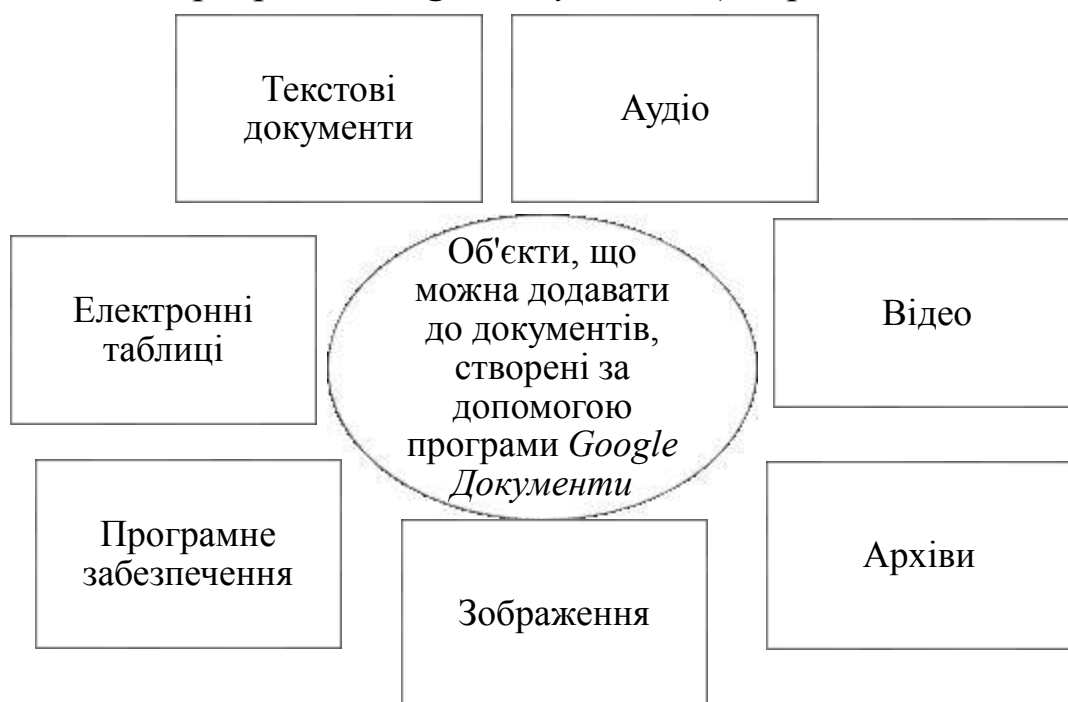 Текстові
документи
Аудіо
Об'єкти, що
можна додавати
до документів,
створені за
допомогою
програми Google
Документи
Електронні
таблиці
Відео
Програмне
забезпечення
Зображення
Архіви